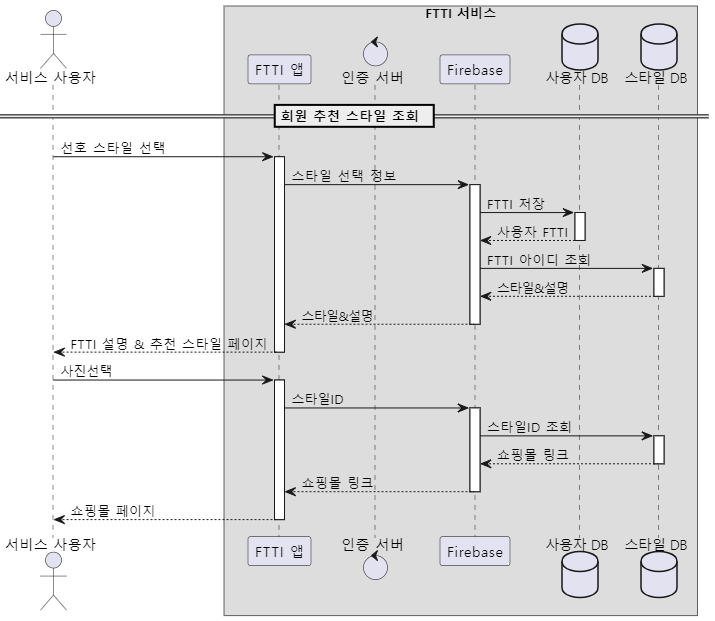 FTTI 서비스
서비스 사용자
FTTI 앱
인증 서버
Firebase
사용자 DB
스타일 DB
회원 추천 스타일 조회
선호 스타일 선택
스타일 선택 정보
FTTI 저장
사용자 FTTI
FTTI 아이디 조회
스타일&설명
스타일&설명
FTTI 설명 & 추천 스타일 페이지
사진선택
스타일ID
스타일ID 조회
쇼핑몰 링크
쇼핑몰 링크
쇼핑몰 페이지
서비스 사용자
FTTI 앱
인증 서버
Firebase
사용자 DB
스타일 DB